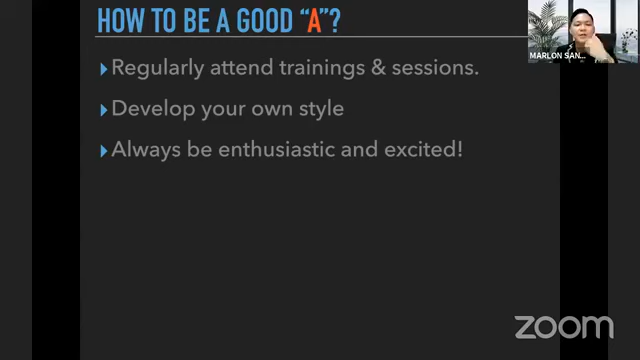 HOW TO BE A GOOD “A”?
Regularly attend trainings & sessions.
Develop your own style
Always be enthusiastic and excited!
MARLON SAN...
zoom